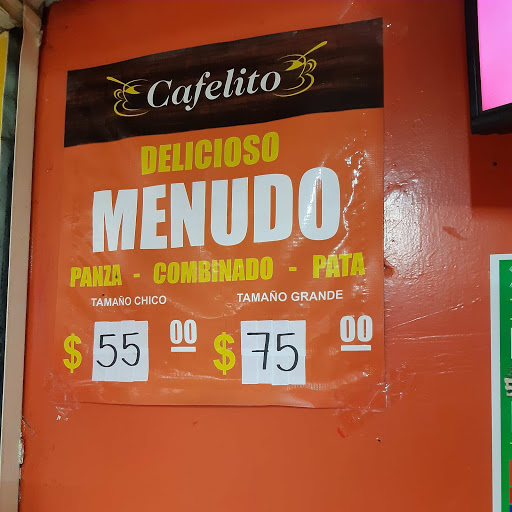 Cafelito
DELICIOSO
MENUDO
PANZA - COMBINADO - PATA
TAMAÑO CHICO TAMAÑO GRANDE
$ 55 00 $ 75 00